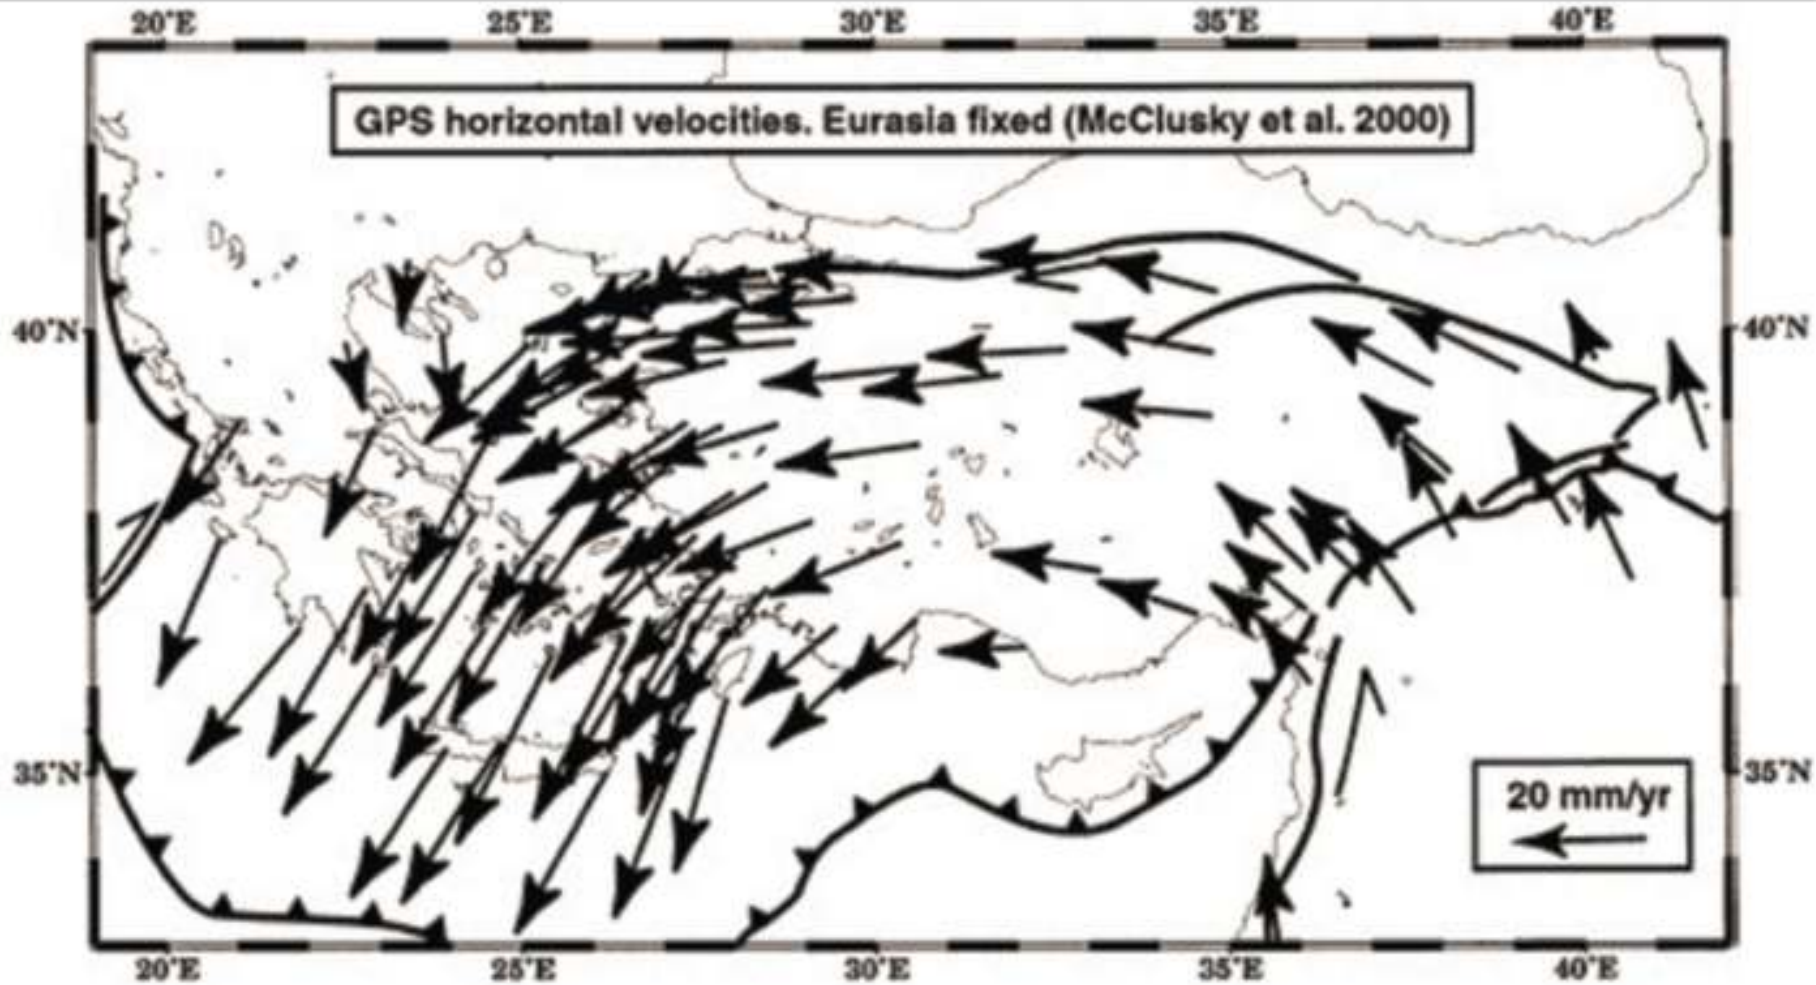 20°E 25°E 30°E 35°E 40°E
GPS horizontal velocities. Eurasia fixed (McClusky et al. 2000)
40°N 40°N
35°N 35°N
20 mm/yr
20°E 25°E 30°E 35°E 40°E